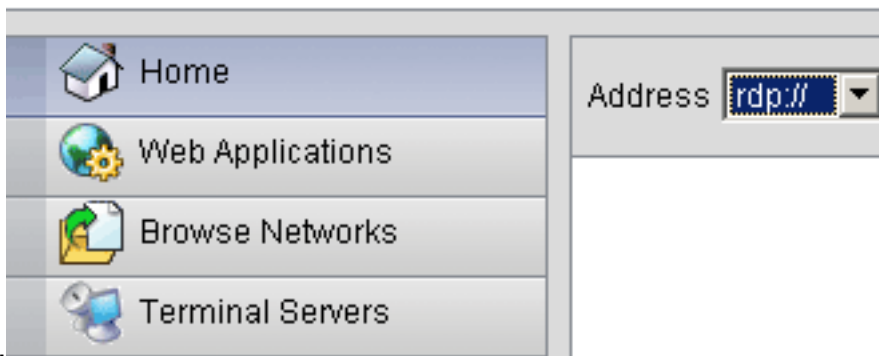 Home
Address rdp://
Web Applications
Browse Networks
Terminal Servers